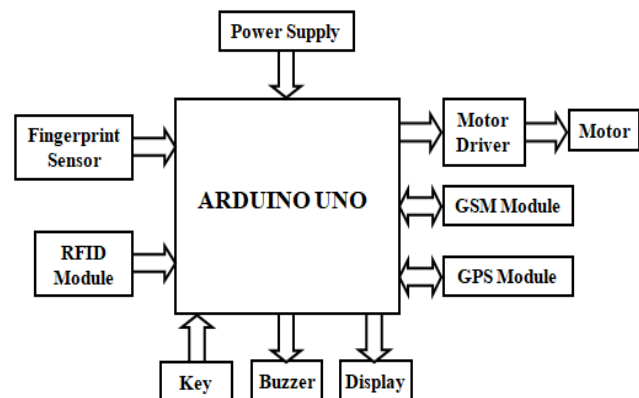 Power Supply
Fingerprint
Sensor
Motor
Driver
Motor
ARDUINO UNO
GSM Module
RFID
Module
GPS Module
Key
Buzzer
Display